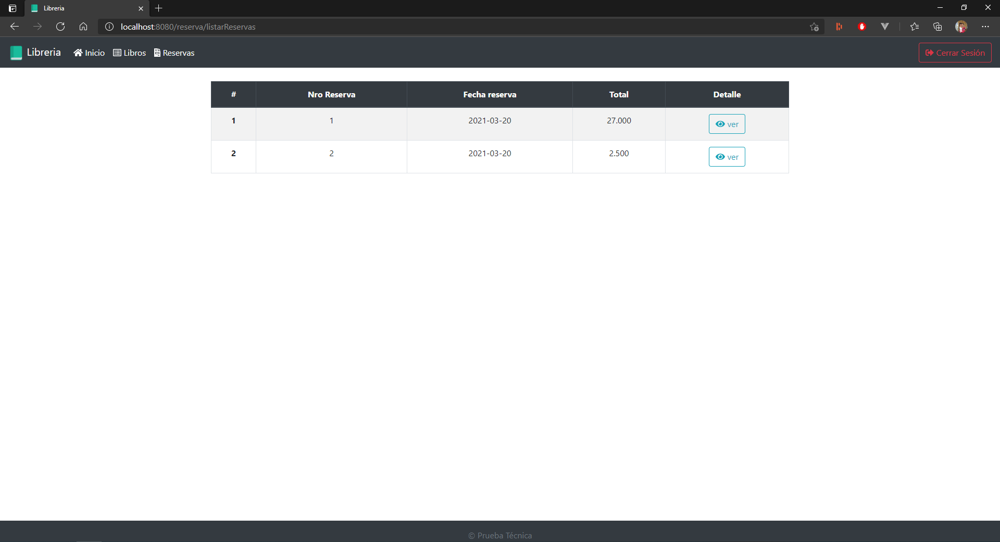 Libreria
localhost:8080/reserva/listarReservas
Libreria Inicio Libros Reservas Cerrar Sesión
# Nro Reserva Fecha reserva Total Detalle
1 1 2021-03-20 27.000 ver
2 2 2021-03-20 2.500 ver
© Prueba Técnica